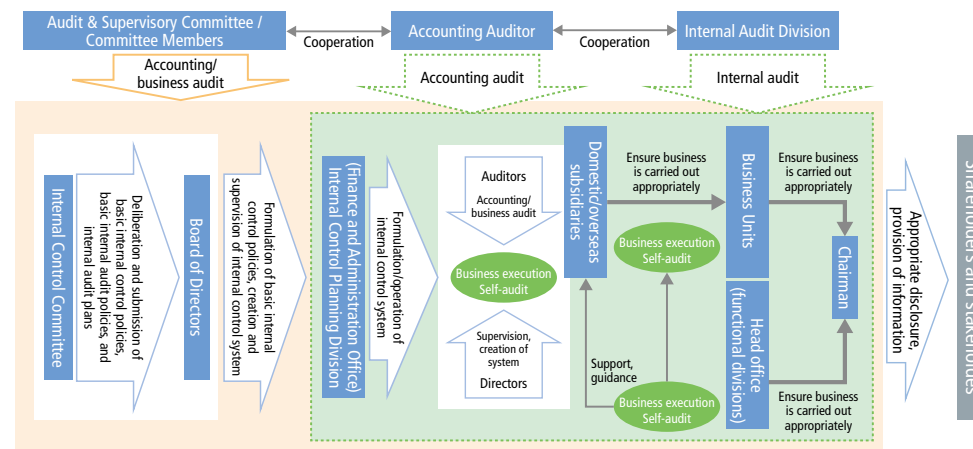 Audit & Supervisory Committee /
Committee Members
Cooperation
Accounting Auditor
Cooperation
Internal Audit Division
Accounting/
business audit
Accounting audit
Internal audit
Internal Control Committee
Deliberation and submission of
basic internal control policies,
basic internal audit policies, and
internal audit plans
Board of Directors
Formulation of basic internal
control policies, creation and
supervision of internal control system
(Finance and Administration Office)
Internal Control Planning Division
Formulation/operation of
internal control system
Auditors
Accounting/
business audit
Business execution
Self-audit
Supervision,
creation of
system
Directors
Domestic/overseas
subsidiaries
Ensure business
is carried out
appropriately
Business execution
Self-audit
Support,
guidance
Business execution
Self-audit
Business Units
Head office
(functional divisions)
Ensure business
is carried out
appropriately
Chairman
Ensure business
is carried out
appropriately
Appropriate disclosure,
provision of information
Shareholders and stakeholders